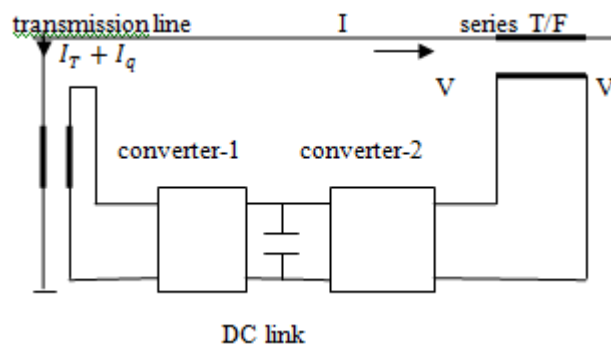 transmission line I series T/F
I_T + I_q
V V
converter-1 converter-2
DC link